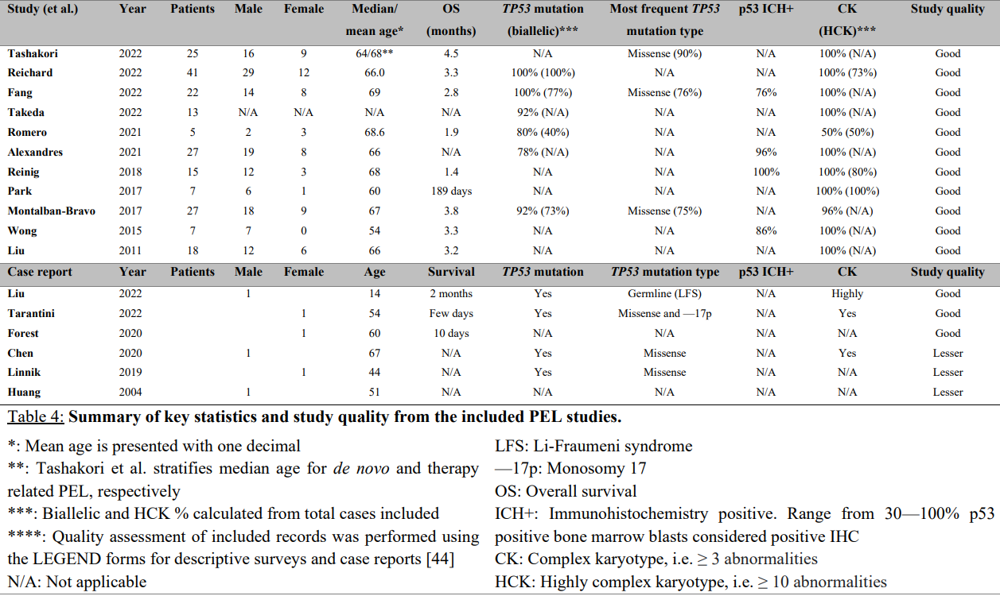 Study (et al.) Year Patients Male Female Median/ OS TP53 mutation Most frequent TP53 p53 ICH+ CK Study quality
mean age* (months) (biallelic)*** mutation type (HCK)***
Tashakori 2022 25 16 9 64/68** 4.5 N/A Missense (90%) N/A 100% (N/A) Good
Reichard 2022 41 29 12 66.0 3.3 100% (100%) N/A N/A 100% (73%) Good
Fang 2022 22 14 8 69 2.8 100% (77%) Missense (76%) 76% 100% (N/A) Good
Takeda 2022 13 N/A N/A N/A N/A 92% (N/A) N/A N/A 100% (N/A) Good
Romero 2021 5 2 3 68.6 1.9 80% (40%) N/A N/A 50% (50%) Good
Alexandres 2021 27 19 8 66 N/A 78% (N/A) N/A 96% 100% (N/A) Good
Reinig 2018 15 12 3 68 1.4 N/A N/A 100% 100% (80%) Good
Park 2017 7 6 1 60 189 days N/A N/A N/A 100% (100%) Good
Montalban-Bravo 2017 27 18 9 67 3.8 92% (73%) Missense (75%) N/A 96% (N/A) Good
Wong 2015 7 7 0 54 3.3 N/A N/A 86% 100% (N/A) Good
Liu 2011 18 12 6 66 3.2 N/A N/A N/A 100% (N/A) Good
Case report Year Patients Male Female Age Survival TP53 mutation TP53 mutation type p53 ICH+ CK Study quality
Liu 2022 1 14 2 months Yes Germline (LFS) N/A Highly Good
Tarantini 2022 1 54 Few days Yes Missense and —17p N/A Yes Good
Forest 2020 1 60 10 days N/A N/A N/A N/A Good
Chen 2020 1 67 N/A Yes Missense N/A Yes Lesser
Linnik 2019 1 44 N/A Yes Missense N/A N/A Lesser
Huang 2004 1 51 N/A N/A N/A N/A N/A Lesser
Table 4: Summary of key statistics and study quality from the included PEL studies.
*: Mean age is presented with one decimal
**: Tashakori et al. stratifies median age for de novo and therapy
related PEL, respectively
***: Biallelic and HCK % calculated from total cases included
****: Quality assessment of included records was performed using
the LEGEND forms for descriptive surveys and case reports [44]
N/A: Not applicable
LFS: Li-Fraumeni syndrome
—17p: Monosomy 17
OS: Overall survival
ICH+: Immunohistochemistry positive. Range from 30—100% p53
positive bone marrow blasts considered positive IHC
CK: Complex karyotype, i.e. ≥ 3 abnormalities
HCK: Highly complex karyotype, i.e. ≥ 10 abnormalities